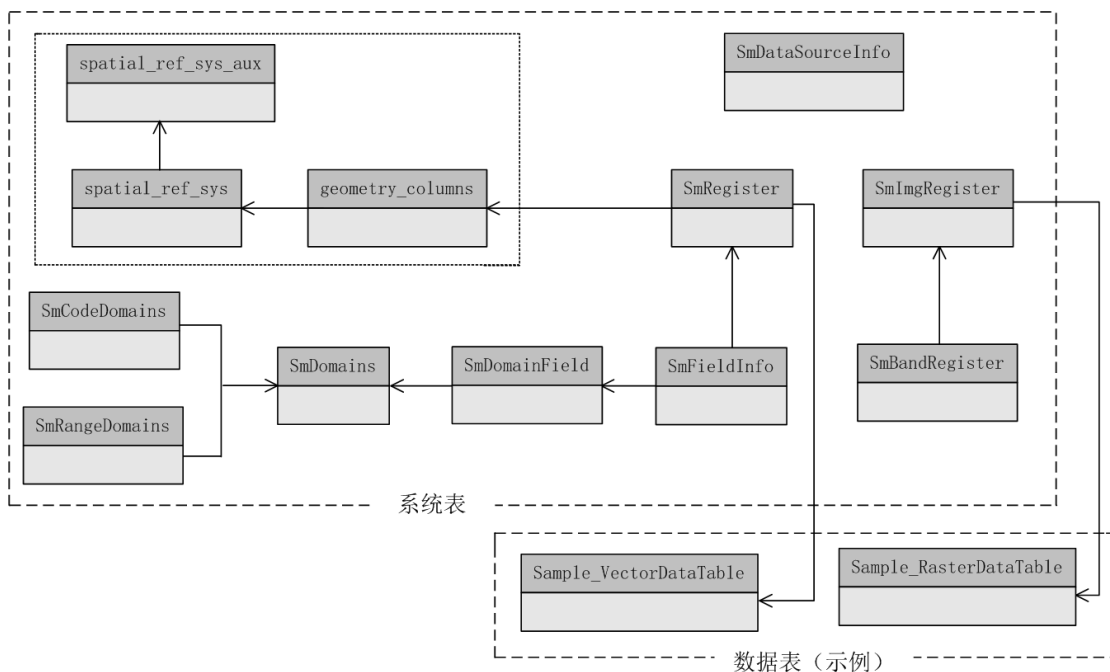 spatial_ref_sys_aux
SmDataSourceInfo
spatial_ref_sys
geometry_columns
SmRegister
SmImgRegister
SmCodeDomains
SmDomains
SmDomainField
SmFieldInfo
SmBandRegister
SmRangeDomains
系统表
Sample_VectorDataTable
Sample_RasterDataTable
数据表（示例）